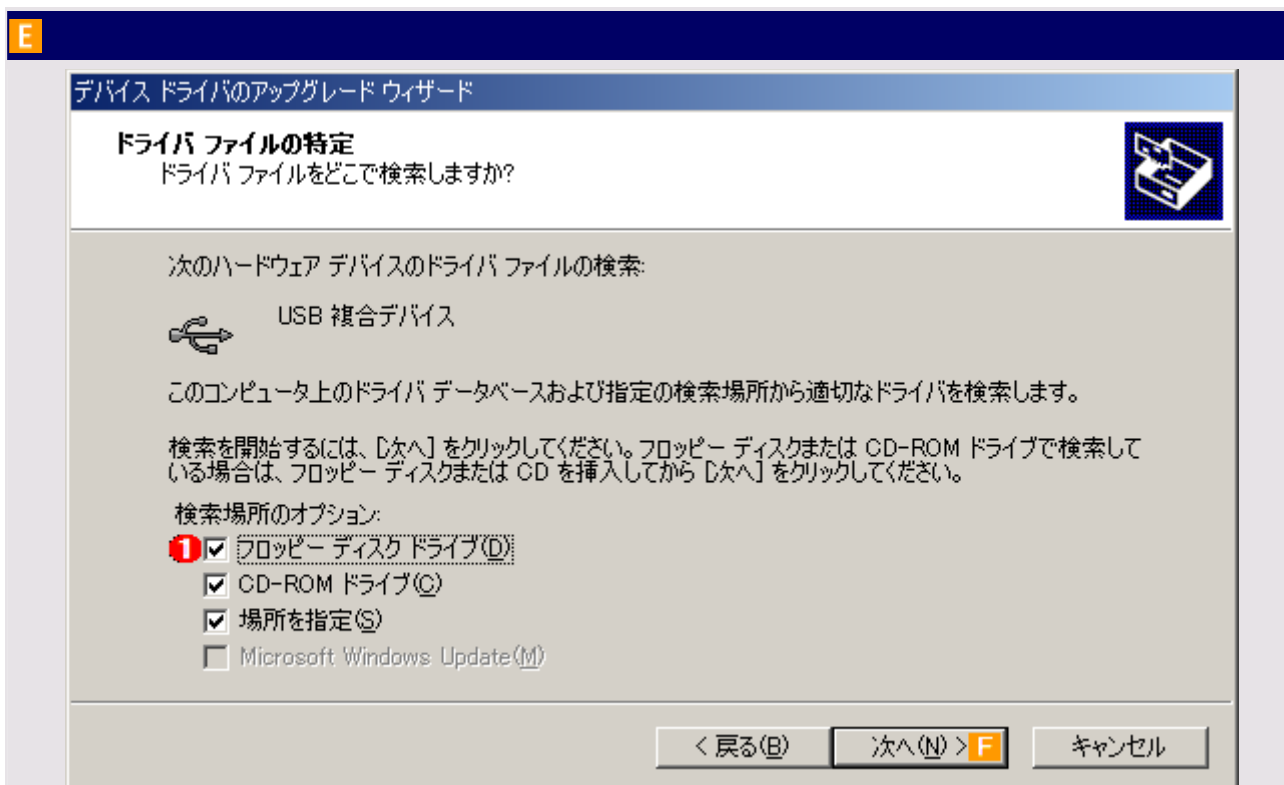 E
デバイス ドライバのアップグレード ウィザード
ドライバ ファイルの特定
ドライバ ファイルをどこで検索しますか?
次のハードウェア デバイスのドライバ ファイルの検索:
USB 複合デバイス
このコンピュータ上のドライバ データベースおよび指定の検索場所から適切なドライバを検索します。
検索を開始するには、[次へ] をクリックしてください。フロッピー ディスクまたは CD-ROM ドライブで検索して
いる場合は、フロッピー ディスクまたは CD を挿入してから [次へ] をクリックしてください。
検索場所のオプション:
1 フロッピー ディスク ドライブ(D)
CD-ROM ドライブ(C)
場所を指定(S)
Microsoft Windows Update(M)
< 戻る(B) 次へ(N) > F キャンセル